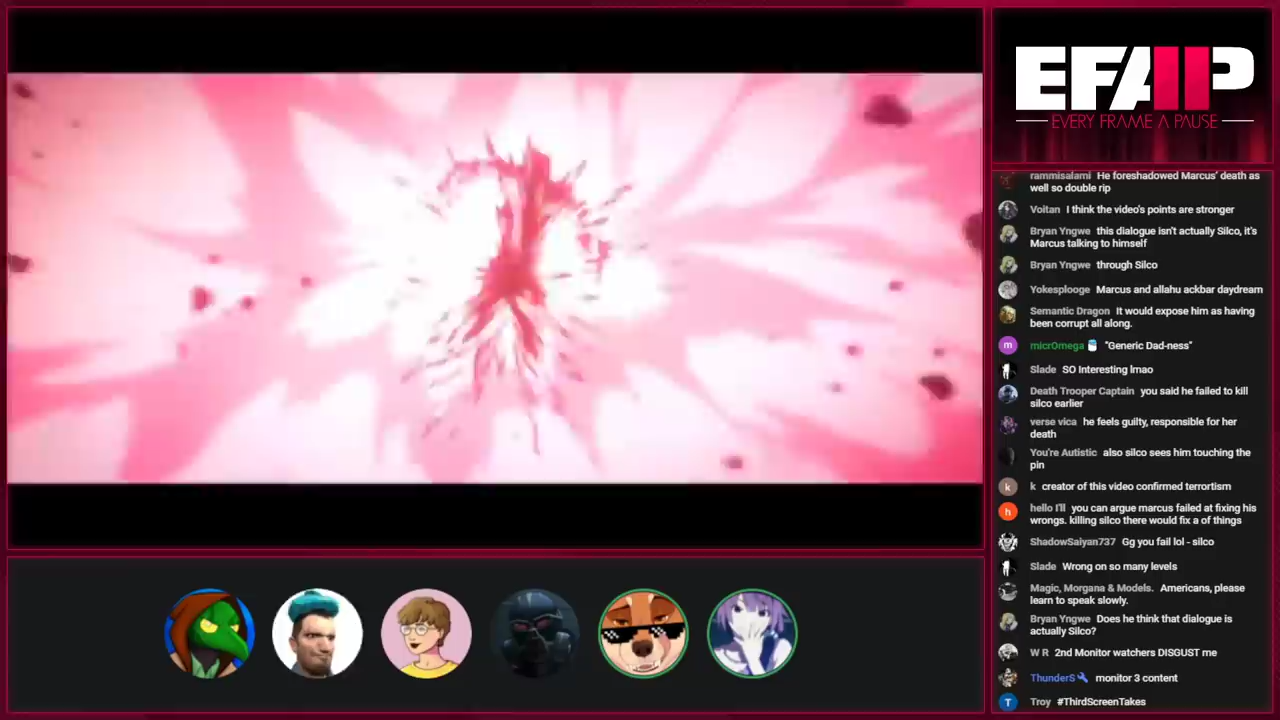 EFAP
EVERY FRAME A PAUSE
rammisalami He foreshadowed Marcus' death as
well so double rip
Voitan I think the video's points are stronger
Bryan Yngwe this dialogue isn't actually Silco, it's
Marcus talking to himself
Bryan Yngwe through Silco
Yokesplooge Marcus and allahu ackbar daydream
Semantic Dragon It would expose him as having
been corrupt all along.
m micrOmega "Generic Dad-ness"
Slade SO Interesting lmao
Death Trooper Captain you said he failed to kill
silco earlier
verse vica he feels guilty, responsible for her
death
You're Autistic also silco sees him touching the
pin
k k creator of this video confirmed terrortism
h hello I'll you can argue marcus failed at fixing his
wrongs. killing silco there would fix a of things
ShadowSaiyan737 Gg you fail lol - silco
Slade Wrong on so many levels
Magic, Morgana & Models. Americans, please
learn to speak slowly.
Bryan Yngwe Does he think that dialogue is
actually Silco?
W R 2nd Monitor watchers DISGUST me
ThunderS monitor 3 content
T Troy #ThirdScreenTakes